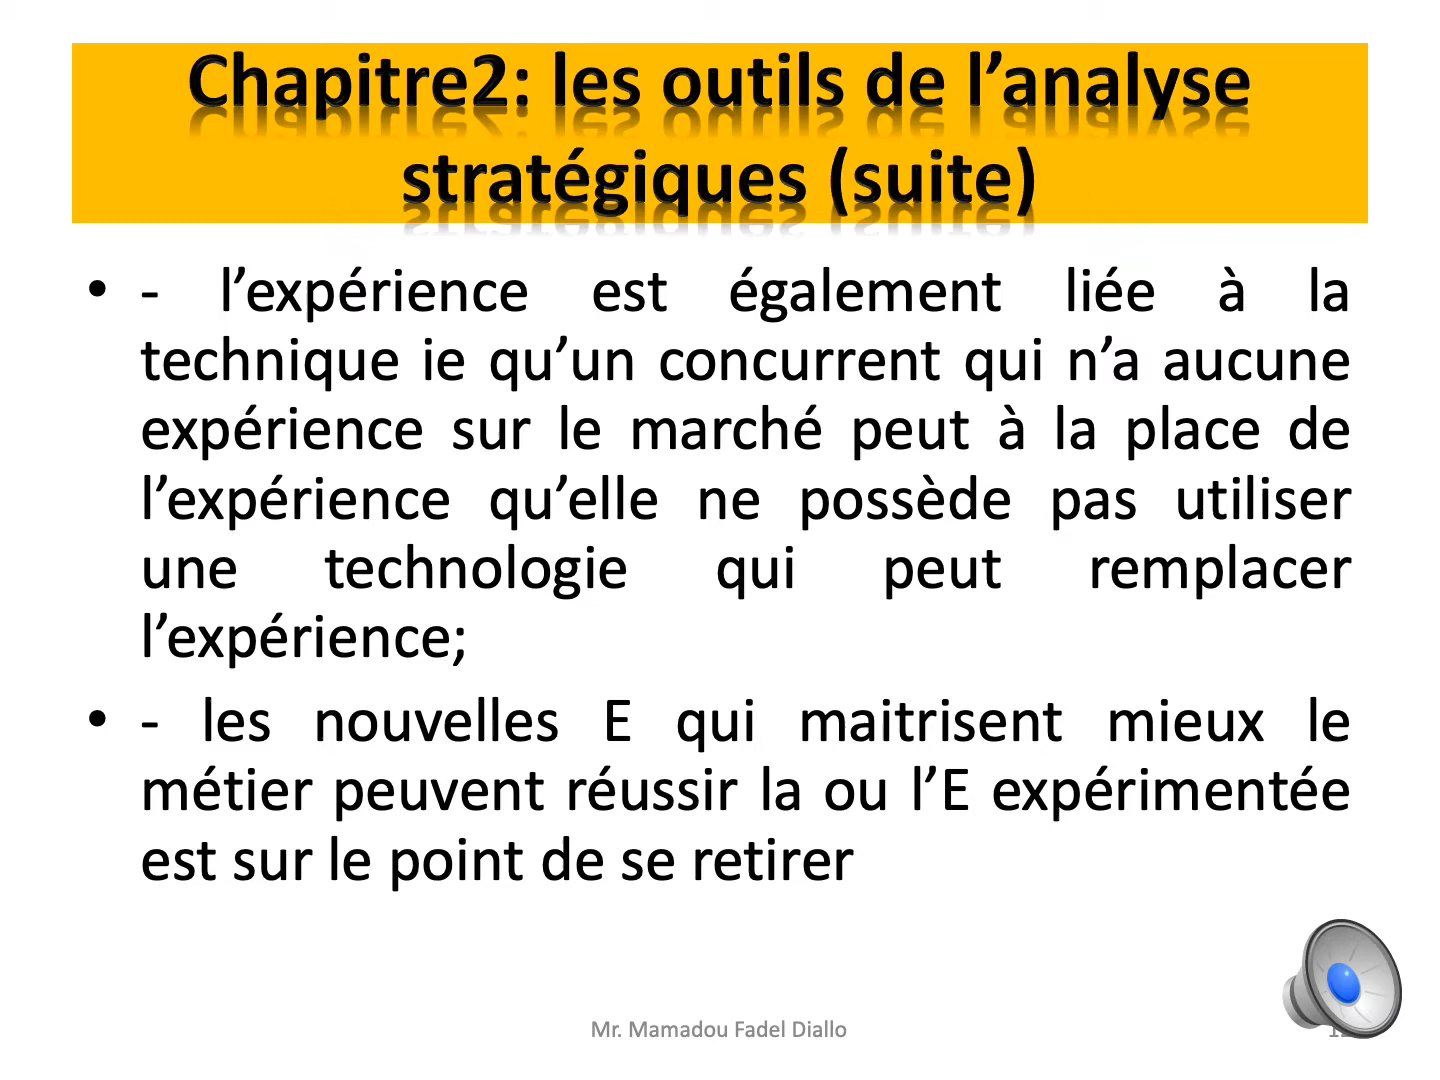 Chapitre2: les outils de l’analyse
stratégiques (suite)
• - l’expérience est également liée à la
technique ie qu’un concurrent qui n’a aucune
expérience sur le marché peut à la place de
l’expérience qu’elle ne possède pas utiliser
une technologie qui peut remplacer
l’expérience;
• - les nouvelles E qui maitrisent mieux le
métier peuvent réussir la ou l’E expérimentée
est sur le point de se retirer
Mr. Mamadou Fadel Diallo